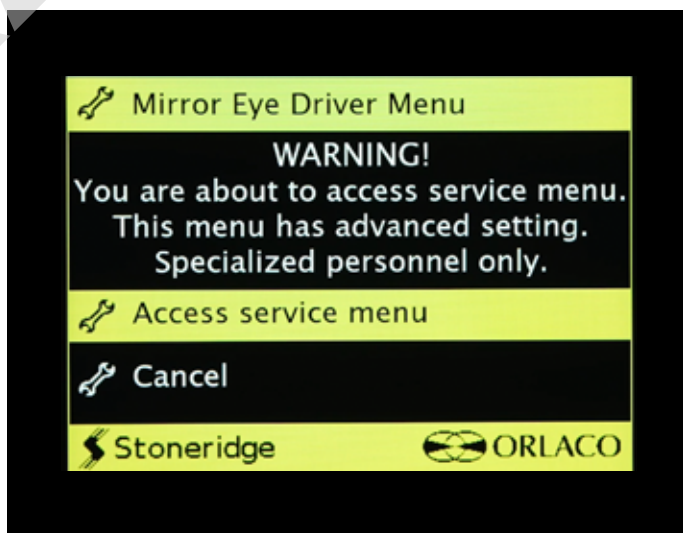 Mirror Eye Driver Menu
WARNING!
You are about to access service menu.
This menu has advanced setting.
Specialized personnel only.
Access service menu
Cancel
Stoneridge ORLACO